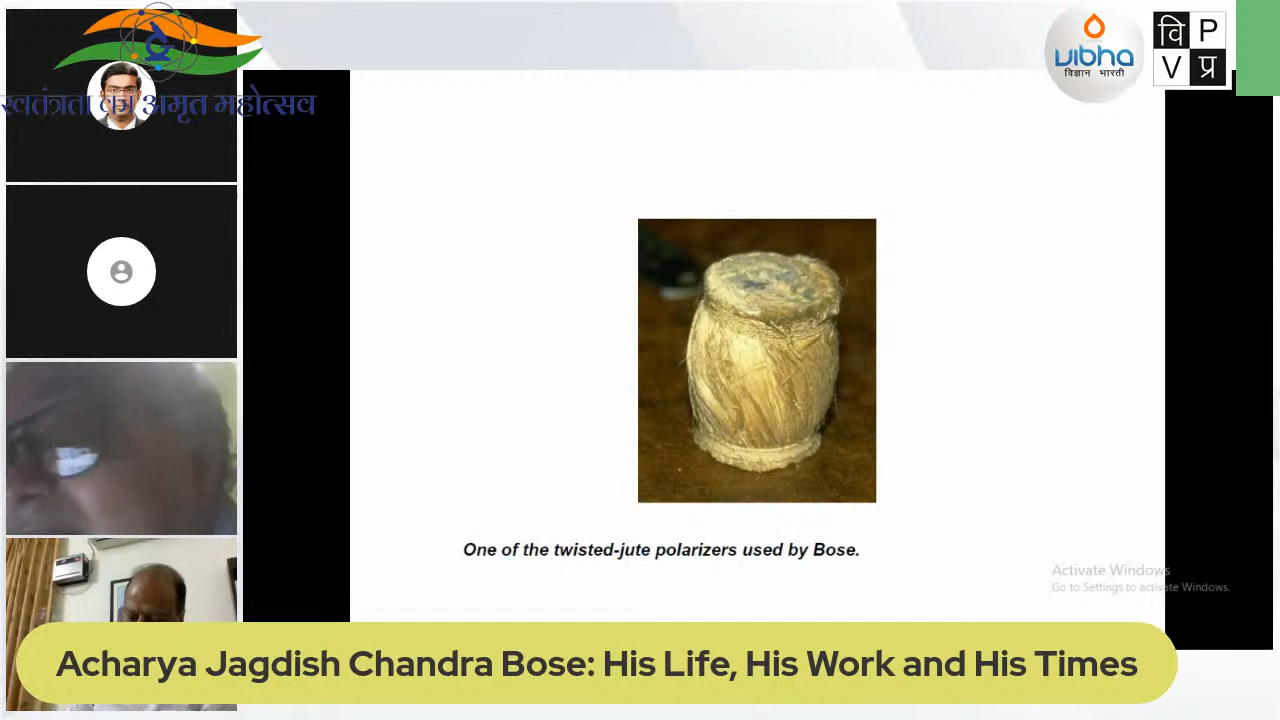 स्वतंत्रता का अमृत महोत्सव
vıbha
विज्ञान भारती
वि P
V प्र
One of the twisted-jute polarizers used by Bose.
Activate Windows
Go to Settings to activate Windows.
Acharya Jagdish Chandra Bose: His Life, His Work and His Times